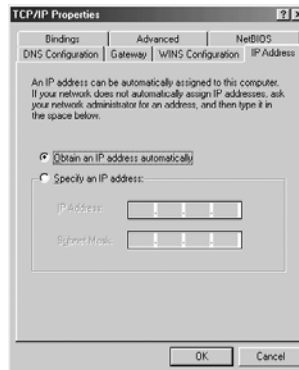 TCP/IP Properties
Bindings Advanced NetBIOS
DNS Configuration Gateway WINS Configuration IP Address
An IP address can be automatically assigned to this computer.
If your network does not automatically assign IP addresses, ask
your network administrator for an address, and then type it in
the space below.
Obtain an IP address automatically
Specify an IP address:
IP Address:
Subnet Mask:
OK Cancel